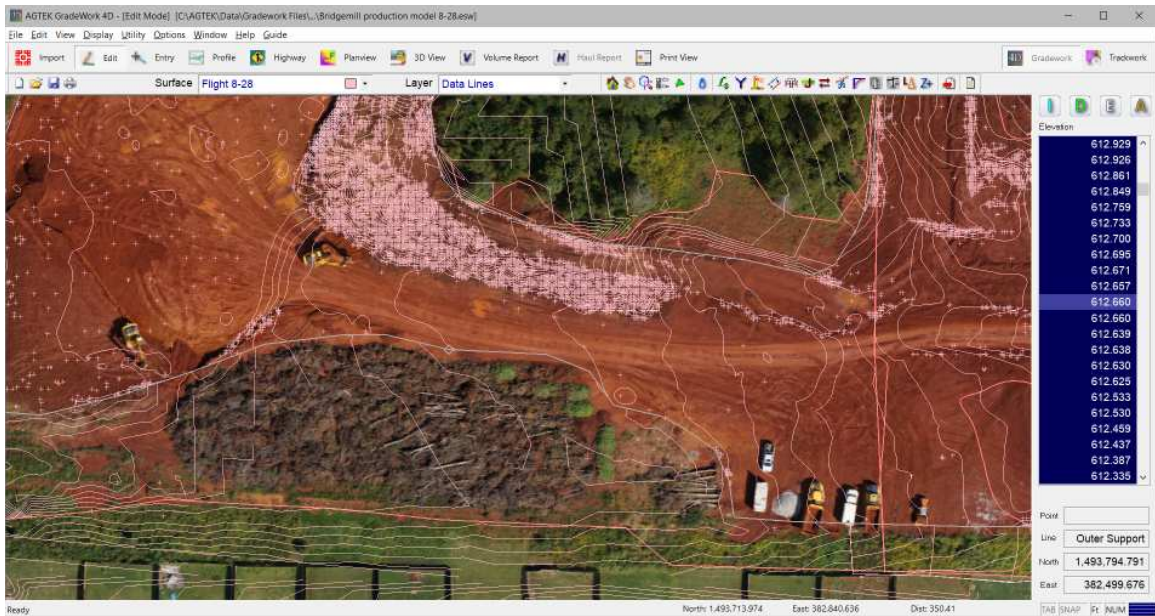 AGTEK GradeWork 4D - [Edit Mode] [C:\AGTEK\Data\Gradework Files\...\Bridgemill production model 8-28.esw]
File Edit View Display Utility Options Window Help Guide
Import Edit Entry Profile Highway Planview 3D View Volume Report Haul Report Print View Gradework Trackwork
Surface Flight 8-28 Layer Data Lines
I D E A
Elevation
612.929
612.926
612.861
612.849
612.759
612.733
612.700
612.695
612.671
612.657
612.660
612.660
612.639
612.638
612.630
612.625
612.533
612.530
612.459
612.437
612.387
612.335
Point
Line Outer Support
North 1,493,794.791
East 382,499.676
Ready North: 1,493,713.974 East: 382,840.636 Dist: 350.41 TAB SNAP Ft NUM